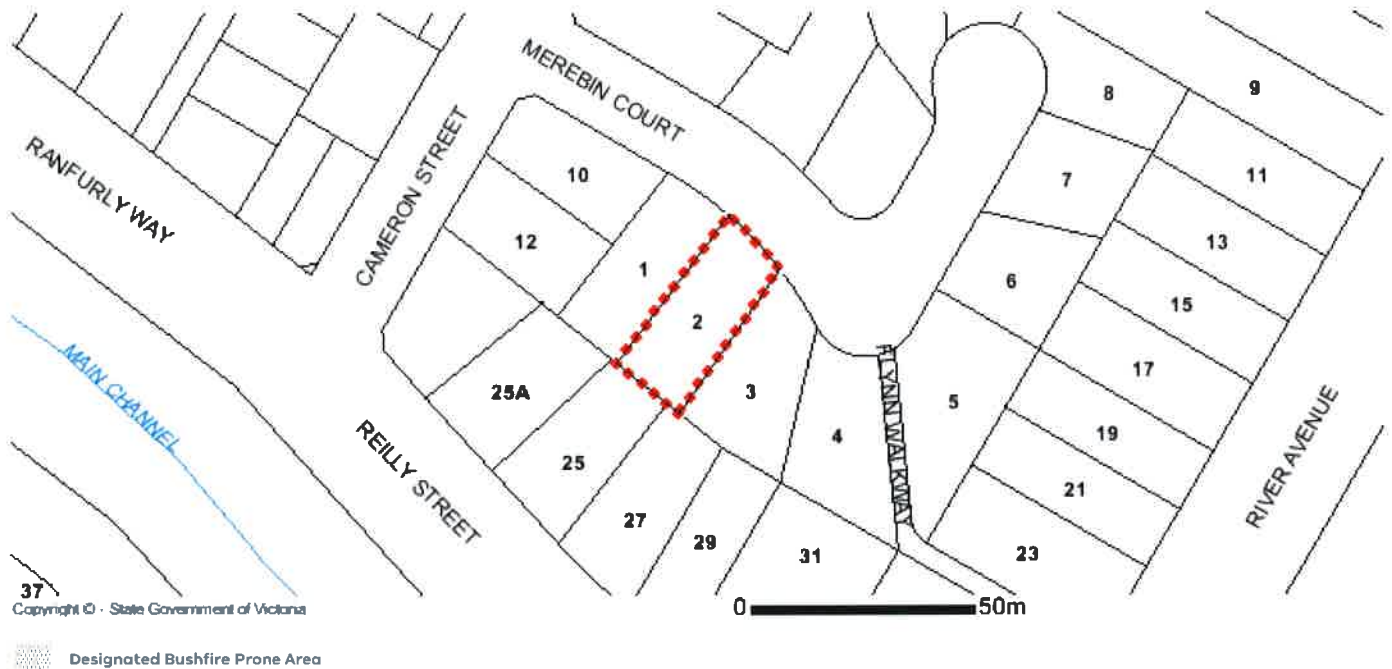 MEREBIN COURT
RANFURLY WAY
CAMERON STREET
MAIN CHANNEL
REILLY STREET
FLYNN WALKWAY
RIVER AVENUE
8
9
10
7
11
12
1
13
6
2
15
17
25A
3
5
4
19
25
21
27
29
31
23
37
Copyright © - State Government of Victoria
0 50m
Designated Bushfire Prone Area